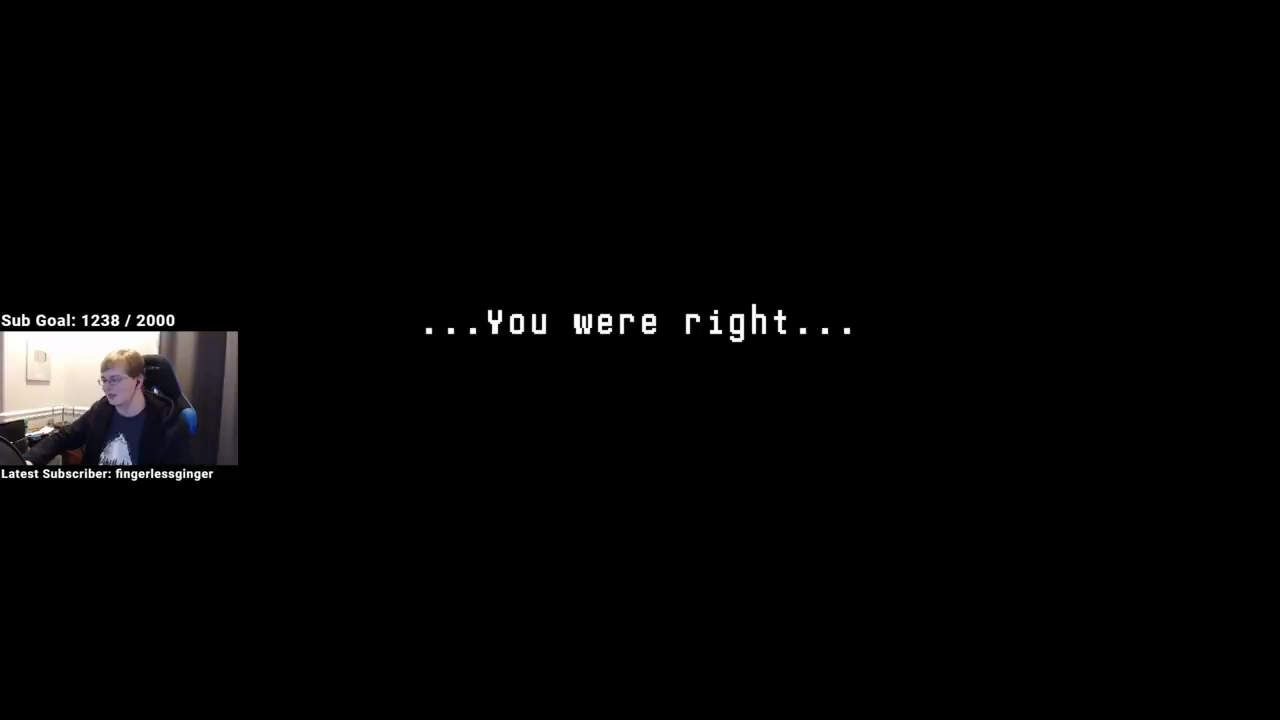 Sub Goal: 1238 / 2000
...You were right...
Latest Subscriber: fingerlessginger